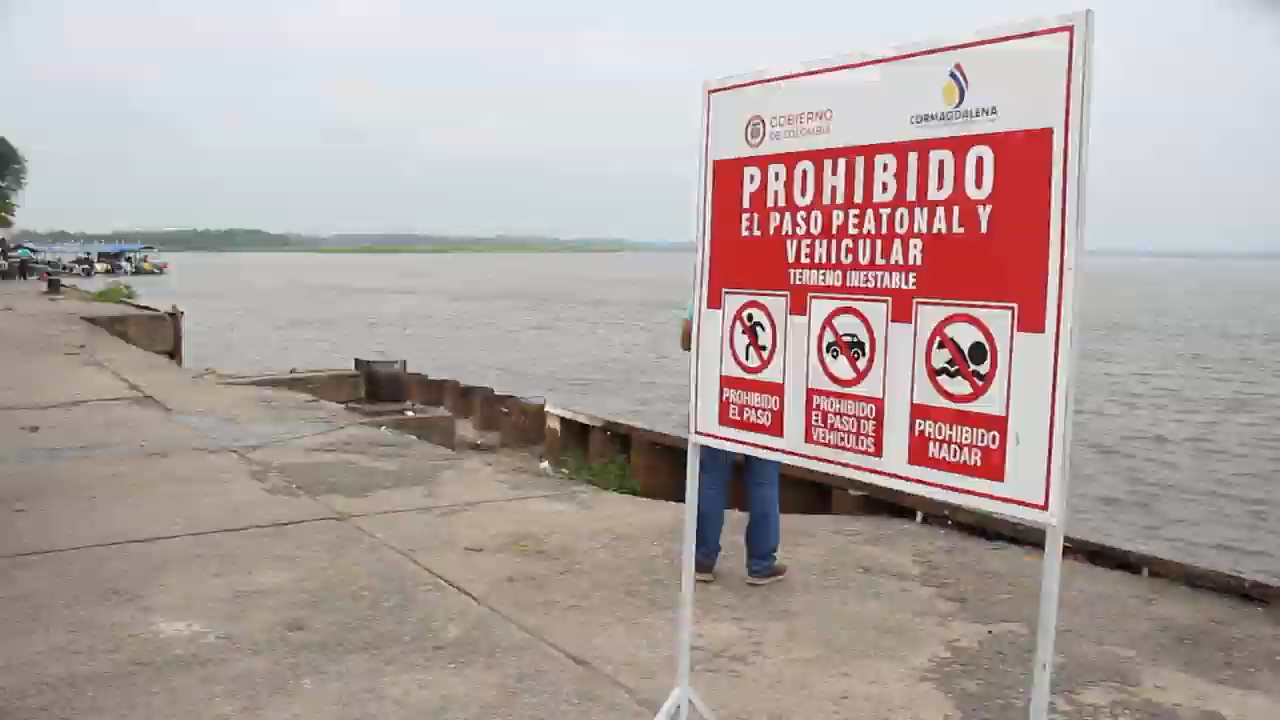 GOBIERNO
DE COLOMBIA
CORMAGDALENA
PROHIBIDO
EL PASO PEATONAL Y
VEHICULAR
TERRENO INESTABLE
PROHIBIDO
EL PASO
PROHIBIDO
EL PASO DE
VEHÍCULOS
PROHIBIDO
NADAR